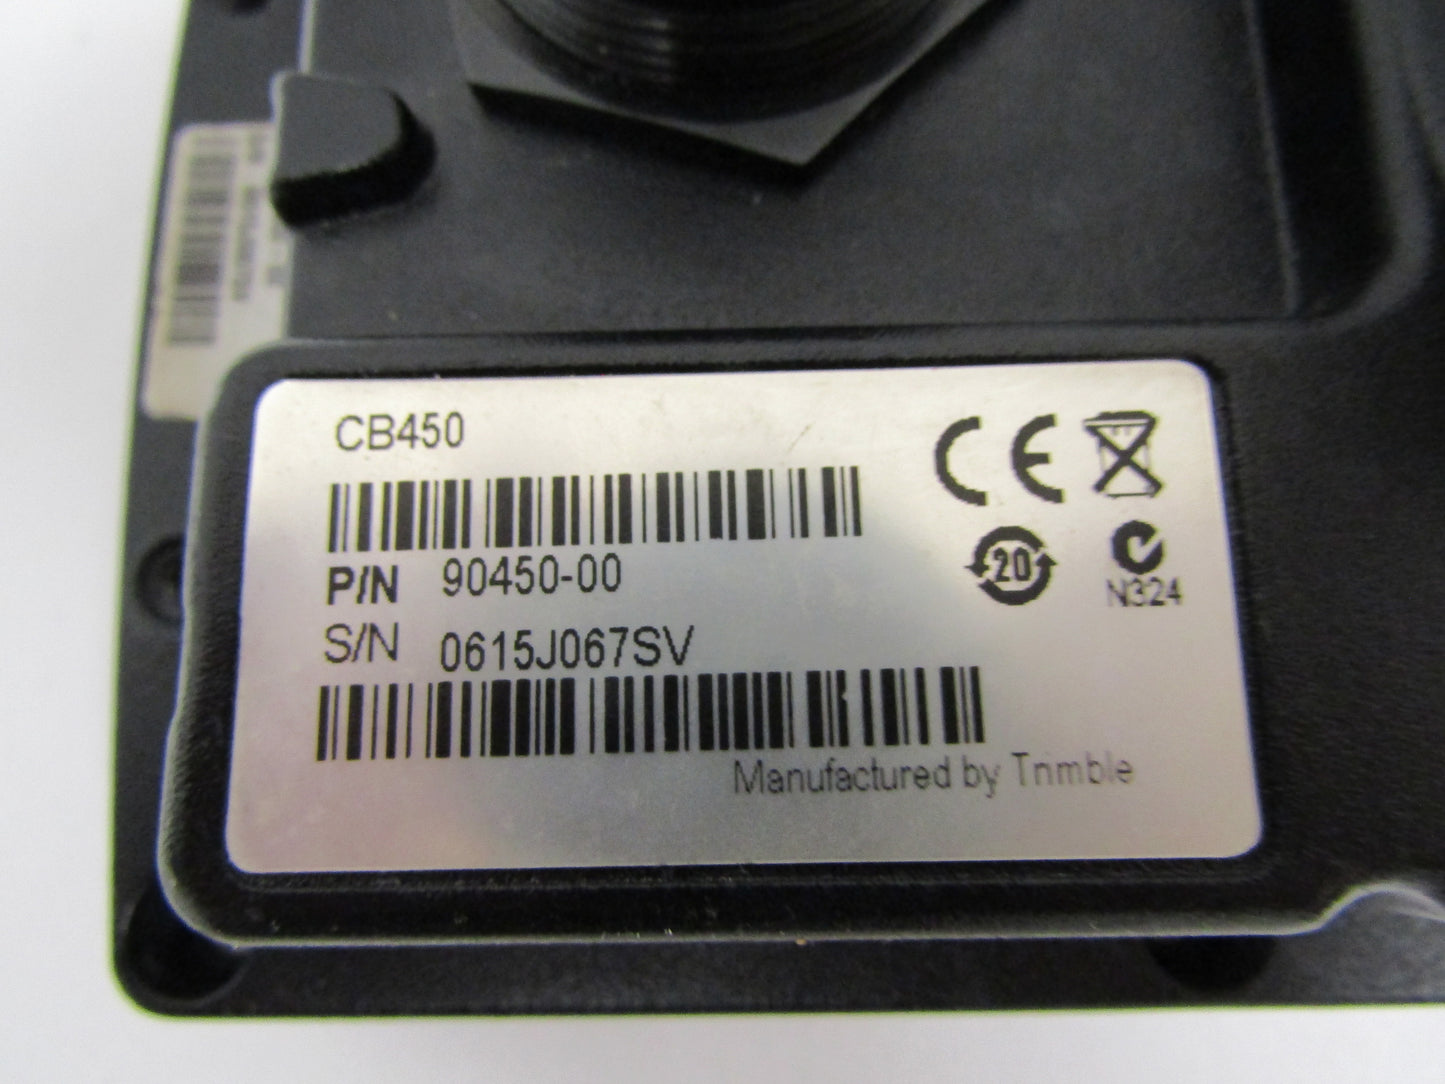 CB450
P/N 90450-00
S/N 0615J067SV
CE
20
N324
Manufactured by Trimble